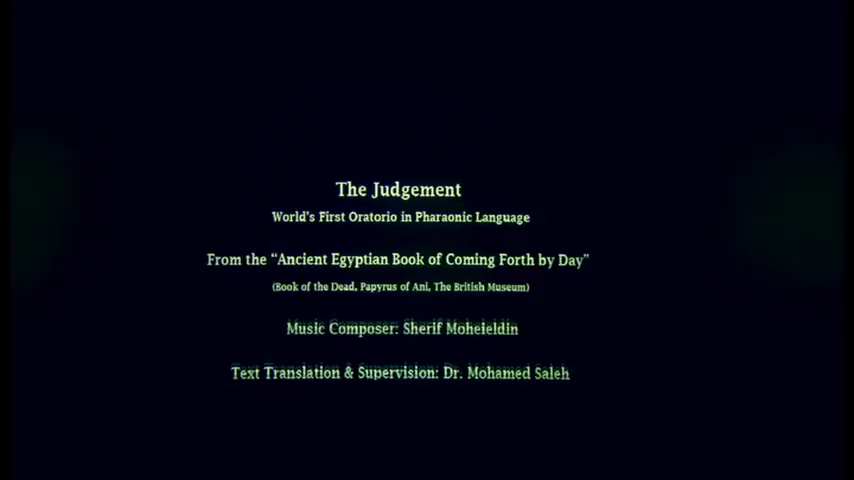 The Judgement
World's First Oratorio in Pharaonic Language
From the “Ancient Egyptian Book of Coming Forth by Day”
(Book of the Dead, Papyrus of Ani, The British Museum)
Music Composer: Sherif Moheieldin
Text Translation & Supervision: Dr. Mohamed Saleh